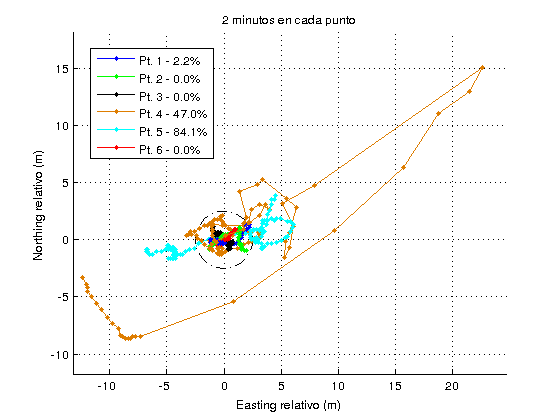 2 minutos en cada punto
Pt. 1 - 2.2%
Pt. 2 - 0.0%
Pt. 3 - 0.0%
Pt. 4 - 47.0%
Pt. 5 - 84.1%
Pt. 6 - 0.0%
Northing relativo (m)
15
10
5
0
-5
-10
-10 -5 0 5 10 15 20
Easting relativo (m)